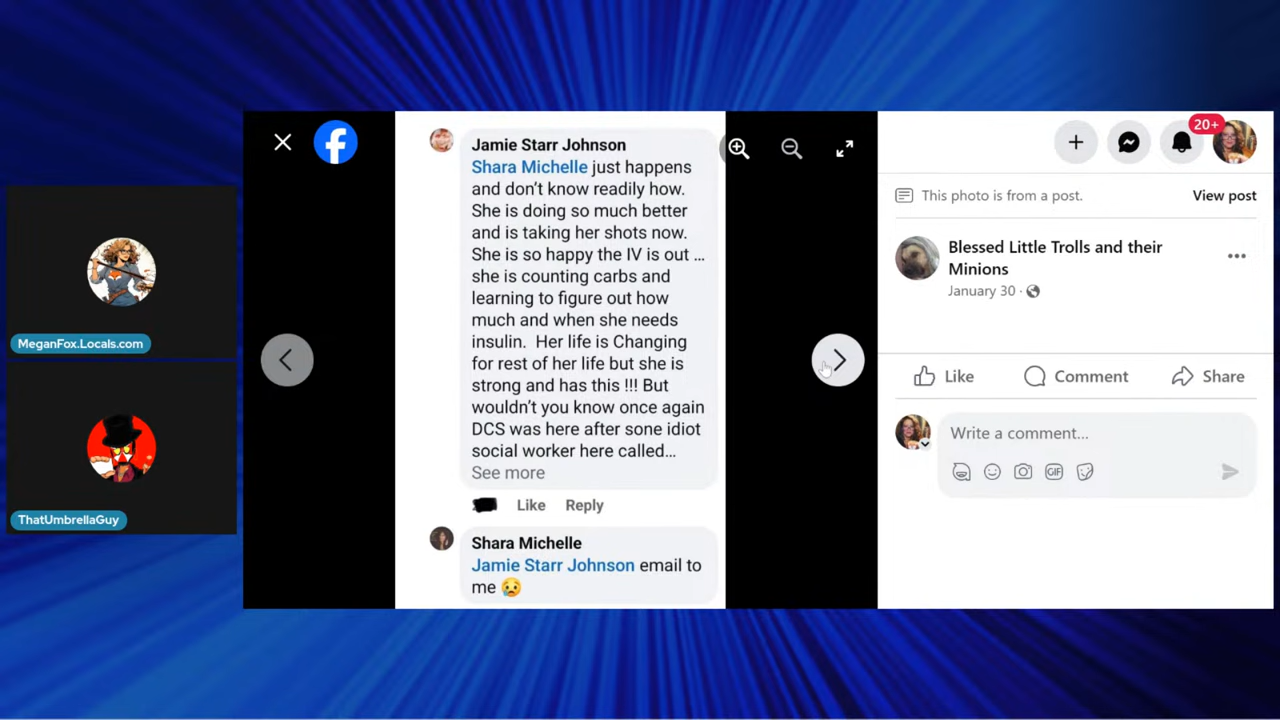 MeganFox.Locals.com
ThatUmbrellaGuy
Jamie Starr Johnson
Shara Michelle just happens
and don't know readily how.
She is doing so much better
and is taking her shots now.
She is so happy the IV is out ...
she is counting carbs and
learning to figure out how
much and when she needs
insulin. Her life is Changing
for rest of her life but she is
strong and has this !!! But
wouldn't you know once again
DCS was here after sone idiot
social worker here called...
See more
Like Reply
Shara Michelle
Jamie Starr Johnson email to
me 😢
20+
This photo is from a post. View post
Blessed Little Trolls and their
Minions
January 30 ·
Like Comment Share
Write a comment...
GIF